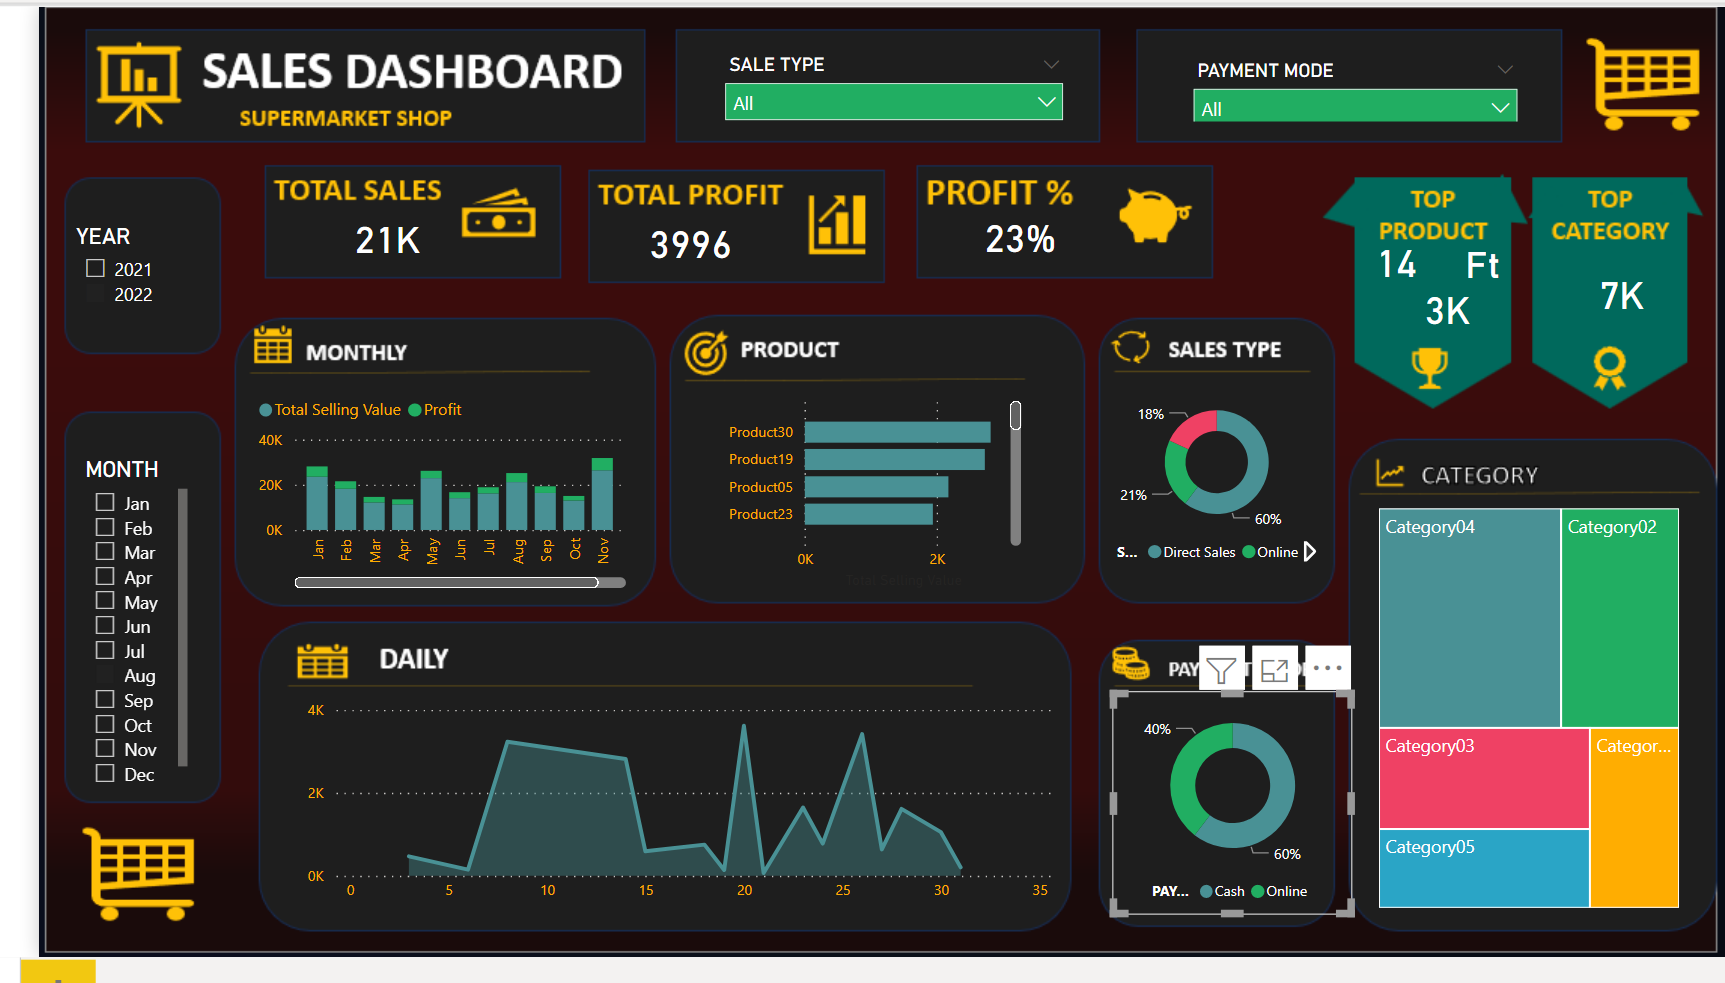 SALES DASHBOARD
SUPERMARKET SHOP
SALE TYPE
All
PAYMENT MODE
All
TOTAL SALES
21K
TOTAL PROFIT
3996
PROFIT %
23%
TOP
PRODUCT
14 Ft
3K
TOP
CATEGORY
7K
YEAR
2021
2022
MONTH
Jan
Feb
Mar
Apr
May
Jun
Jul
Aug
Sep
Oct
Nov
Dec
MONTHLY
Total Selling Value Profit
40K
20K
0K
Jan Feb Mar Apr May Jun Jul Aug Sep Oct Nov
PRODUCT
Product30
Product19
Product05
Product23
0K 2K
Total Selling Value
SALES TYPE
18%
21%
60%
S... Direct Sales Online
CATEGORY
Category04
Category02
Category03
Categor...
Category05
DAILY
4K
2K
0K
0 5 10 15 20 25 30 35
40%
60%
PAY... Cash Online